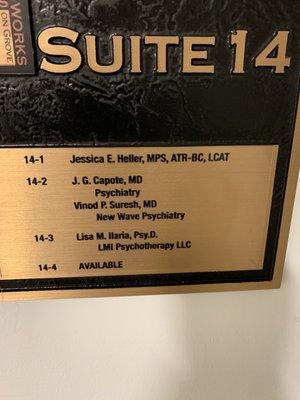 WORKS
ON GROVE
SUITE 14
14-1 Jessica E. Heller, MPS, ATR-BC, LCAT
14-2 J. G. Capote, MD
Psychiatry
Vinod P. Suresh, MD
New Wave Psychiatry
14-3 Lisa M. Ilaria, Psy.D.
LMI Psychotherapy LLC
14-4 AVAILABLE